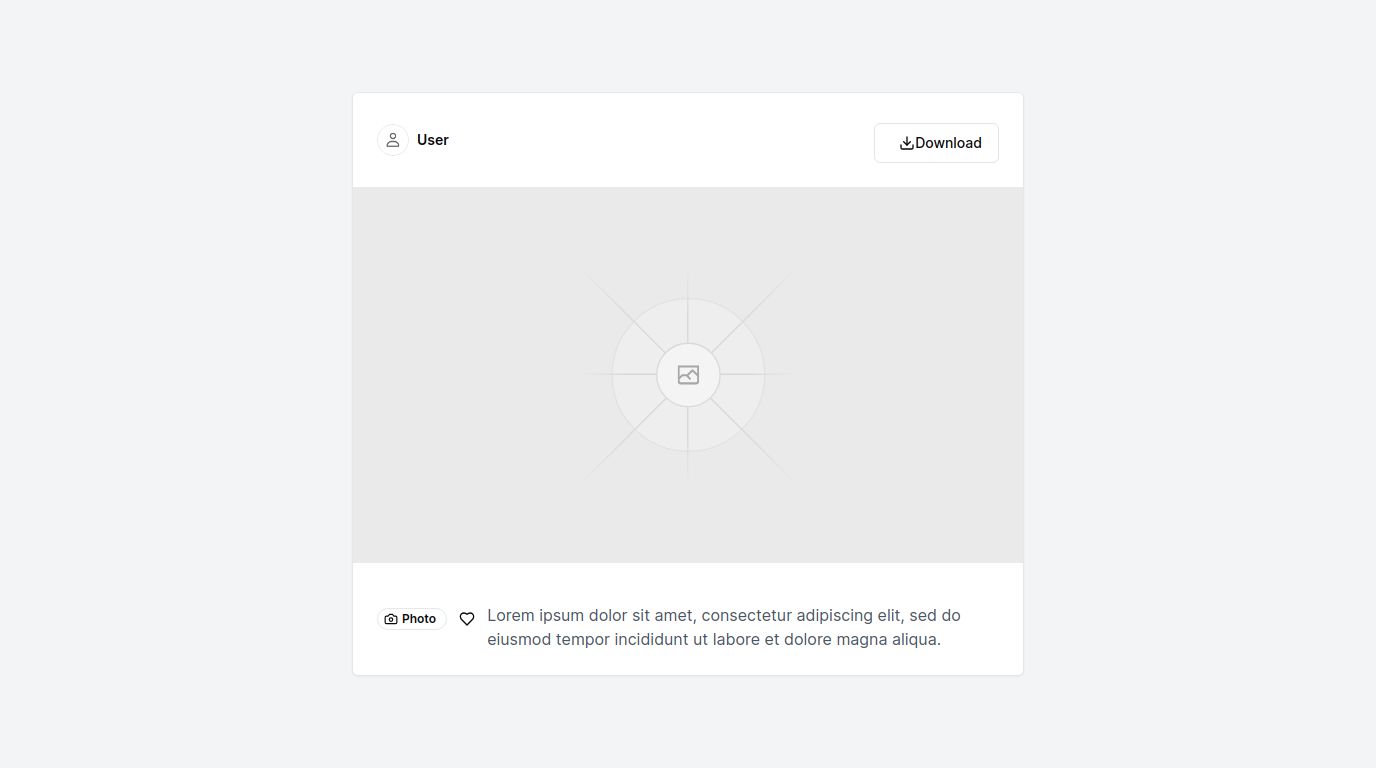 User
Download
Photo
Lorem ipsum dolor sit amet, consectetur adipiscing elit, sed do
eiusmod tempor incididunt ut labore et dolore magna aliqua.